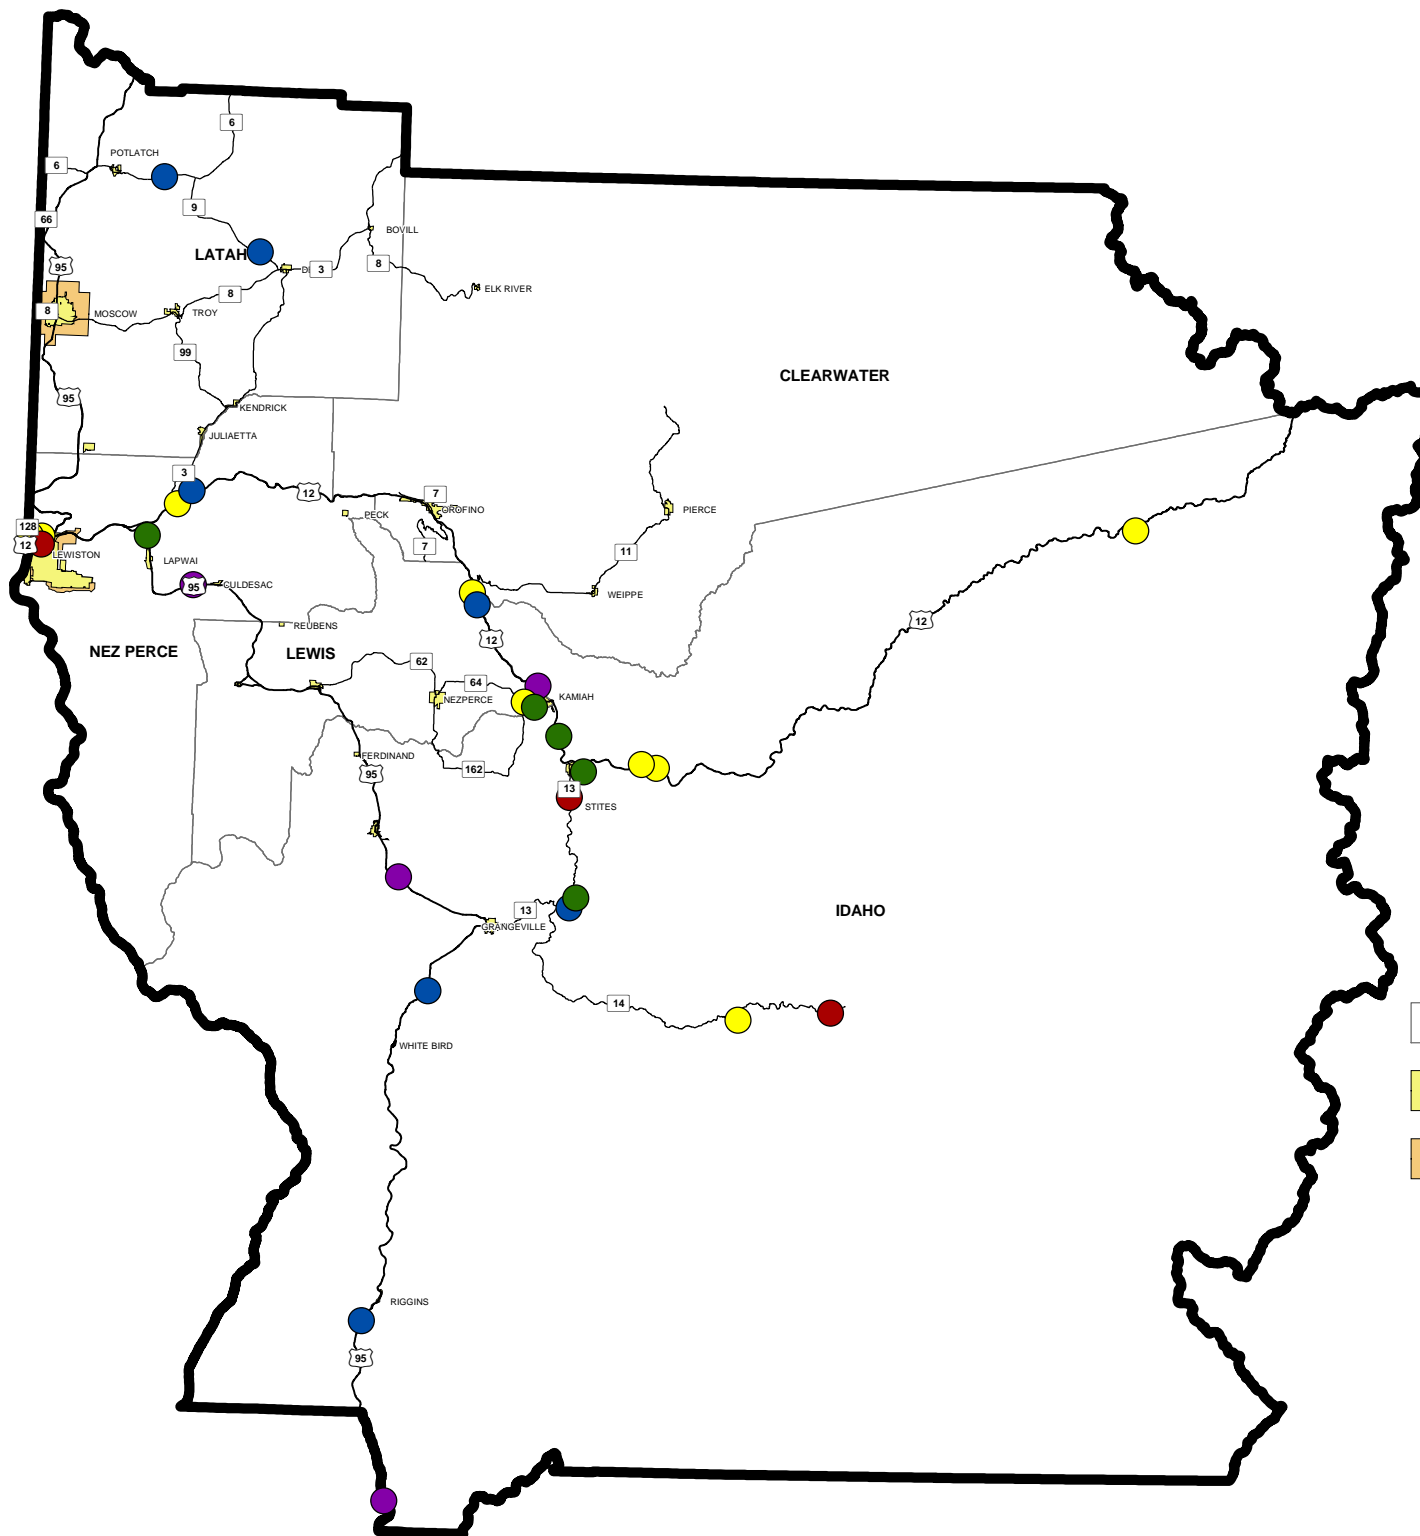 6
POTLATCH
6
9
66
BOVILL
LATAH
95
8
3
ELK RIVER
8
8
MOSCOW
TROY
99
CLEARWATER
95
KENDRICK
JULIAETTA
3
12
7
OROFINO
PECK
PIERCE
128
12
LEWISTON
7
11
LAPWAI
95
CULDESAC
WEIPPE
12
REUBENS
12
NEZ PERCE
LEWIS
62
64
NEZPERCE
KAMIAH
FERDINAND
95
162
13
STITES
13
IDAHO
GRANGEVILLE
14
WHITE BIRD
RIGGINS
95